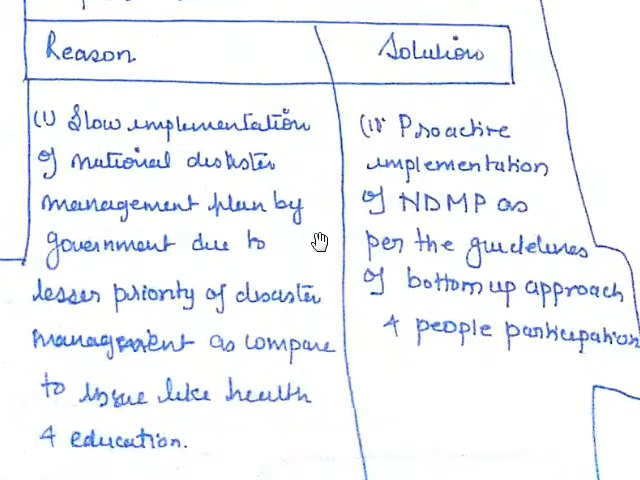 Reason
Solution
(1) Slow implementation
of national disaster
management plan by
government due to
lesser priority of disaster
management as compare
to issue like health
& education.
(1) Proactive
implementation
of NDMP as
per the guidelines
of bottom up approach
& people participation